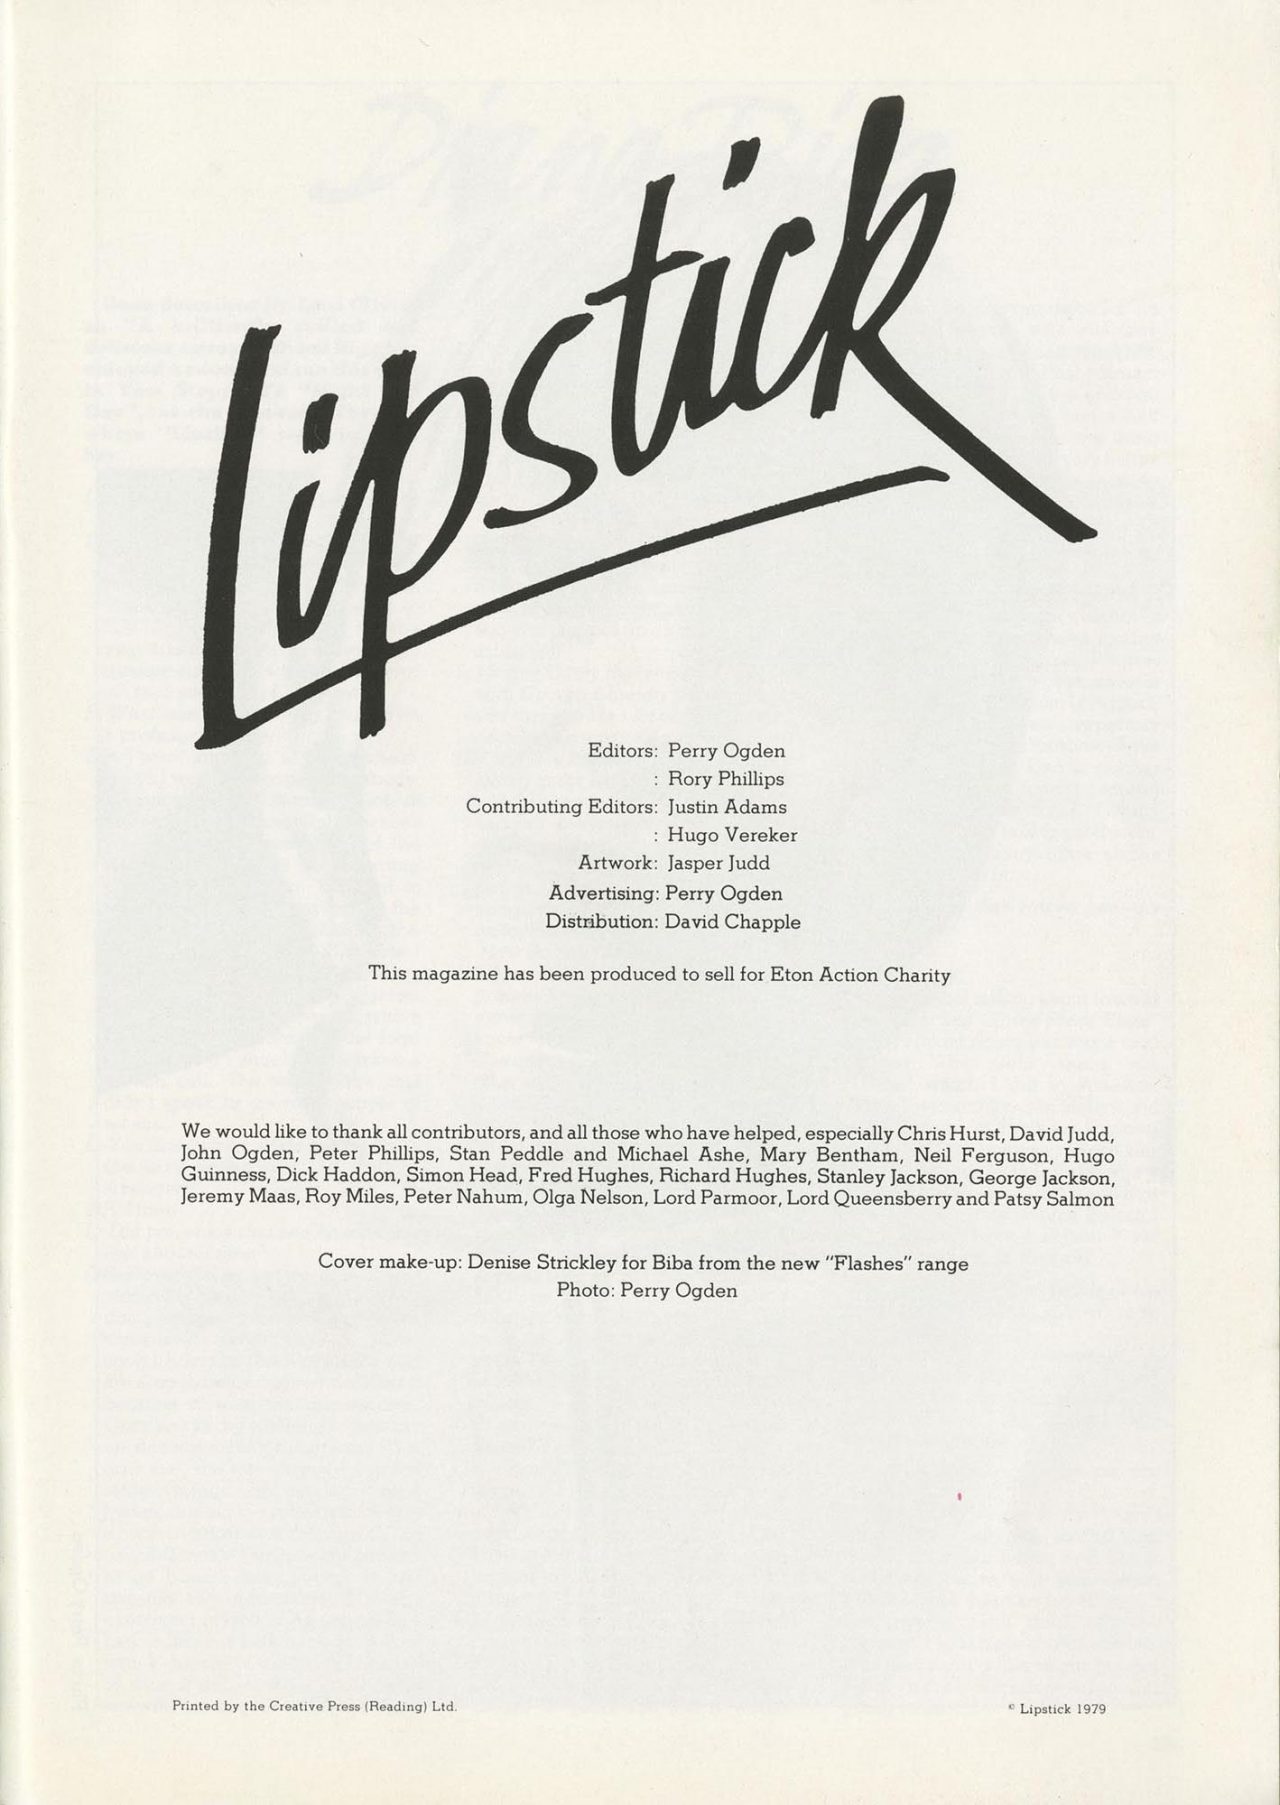 Lipstick
Editors: Perry Ogden
: Rory Phillips
Contributing Editors: Justin Adams
: Hugo Vereker
Artwork: Jasper Judd
Advertising: Perry Ogden
Distribution: David Chapple
This magazine has been produced to sell for Eton Action Charity
We would like to thank all contributors, and all those who have helped, especially Chris Hurst, David Judd,
John Ogden, Peter Phillips, Stan Peddle and Michael Ashe, Mary Bentham, Neil Ferguson, Hugo
Guinness, Dick Haddon, Simon Head, Fred Hughes, Richard Hughes, Stanley Jackson, George Jackson,
Jeremy Maas, Roy Miles, Peter Nahum, Olga Nelson, Lord Parmoor, Lord Queensberry and Patsy Salmon
Cover make-up: Denise Strickley for Biba from the new "Flashes" range
Photo: Perry Ogden
Printed by the Creative Press (Reading) Ltd.
© Lipstick 1979